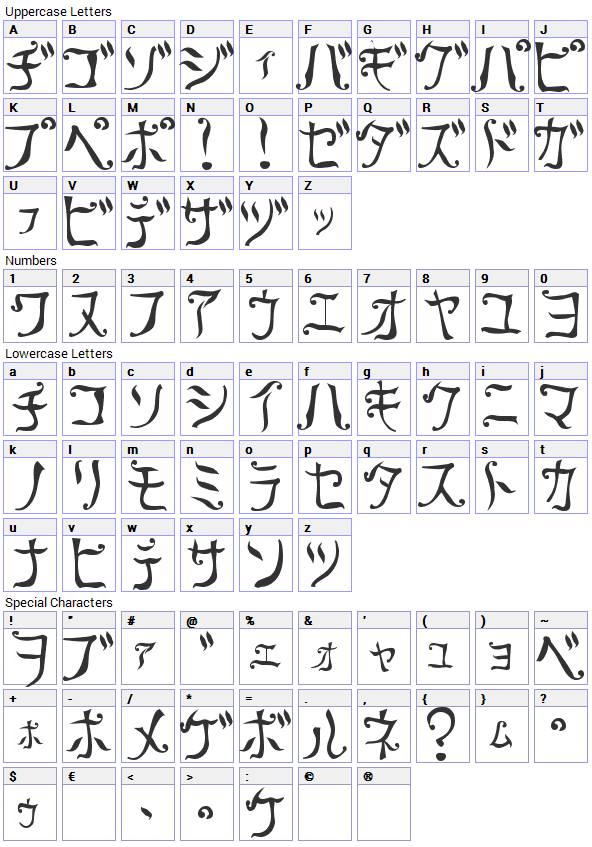 Uppercase Letters
A B C D E F G H I J
ヂ ゴ ゾ ジ ィ バ ギ グ パ ピ
K L M N O P Q R S T
プ ペ ポ ! ! ゼ ダ ズ ド ガ
U V W X Y Z
フ ビ デ ザ ヅ ッ
Numbers
1 2 3 4 5 6 7 8 9 0
ワ ヌ フ ア ウ エ オ ヤ ユ ヨ
Lowercase Letters
a b c d e f g h i j
チ コ ソ シ イ ハ キ ク ニ マ
k l m n o p q r s t
ノ リ モ ミ ラ セ タ ス ト カ
u v w x y z
ナ ヒ テ サ ン ツ
Special Characters
! " # @ % & ' ( ) ~
ヲ ブ ァ ゛ ェ ォ ャ ュ ョ ベ
+ - / * = . , { } ?
ホ ホ メ ゲ ボ ル ネ ? ム ゜
$ € < > : © ®
ゥ 、 ゜ ケ